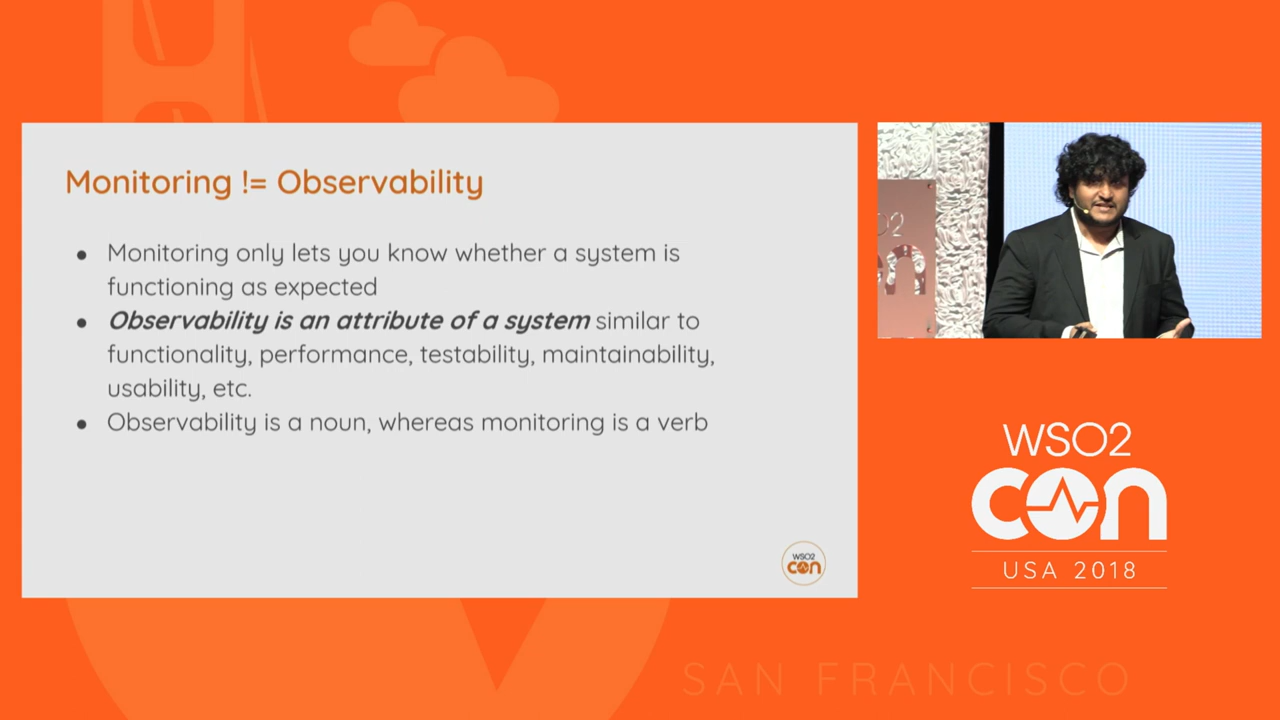 Monitoring != Observability
● Monitoring only lets you know whether a system is
functioning as expected
● Observability is an attribute of a system similar to
functionality, performance, testability, maintainability,
usability, etc.
● Observability is a noun, whereas monitoring is a verb
WSO2
con
WSO2
con
USA 2018
SAN FRANCISCO